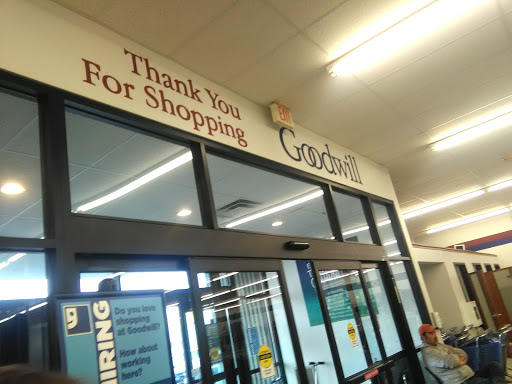 Thank You
For Shopping
EXIT
Goodwill
HIRING
Do you love
shopping
at Goodwill?
How about
working
here?